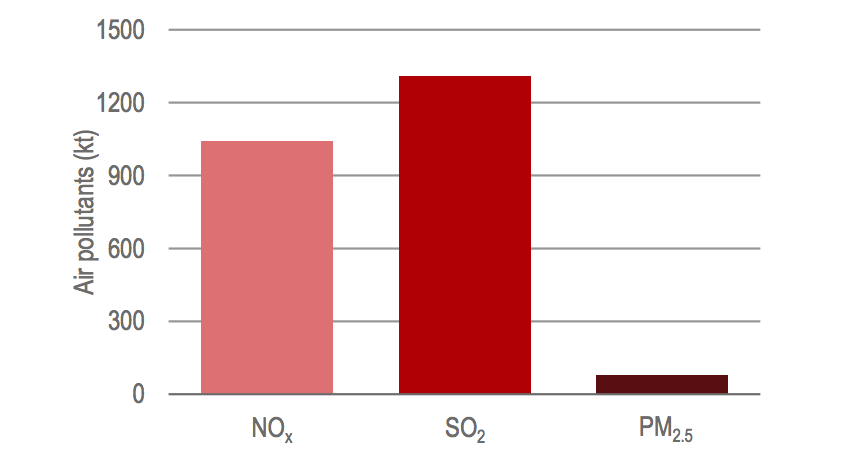 1500
1200
900
600
300
0
Air pollutants (kt)
NOₓ
SO₂
PM₂.₅